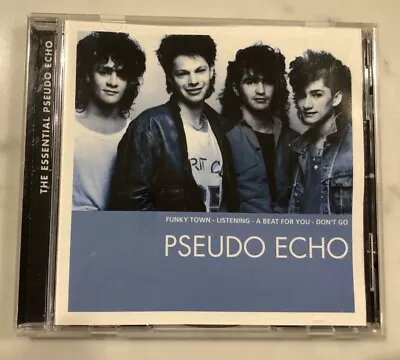 THE ESSENTIAL PSEUDO ECHO
FUNKY TOWN - LISTENING - A BEAT FOR YOU - DON'T GO
PSEUDO ECHO